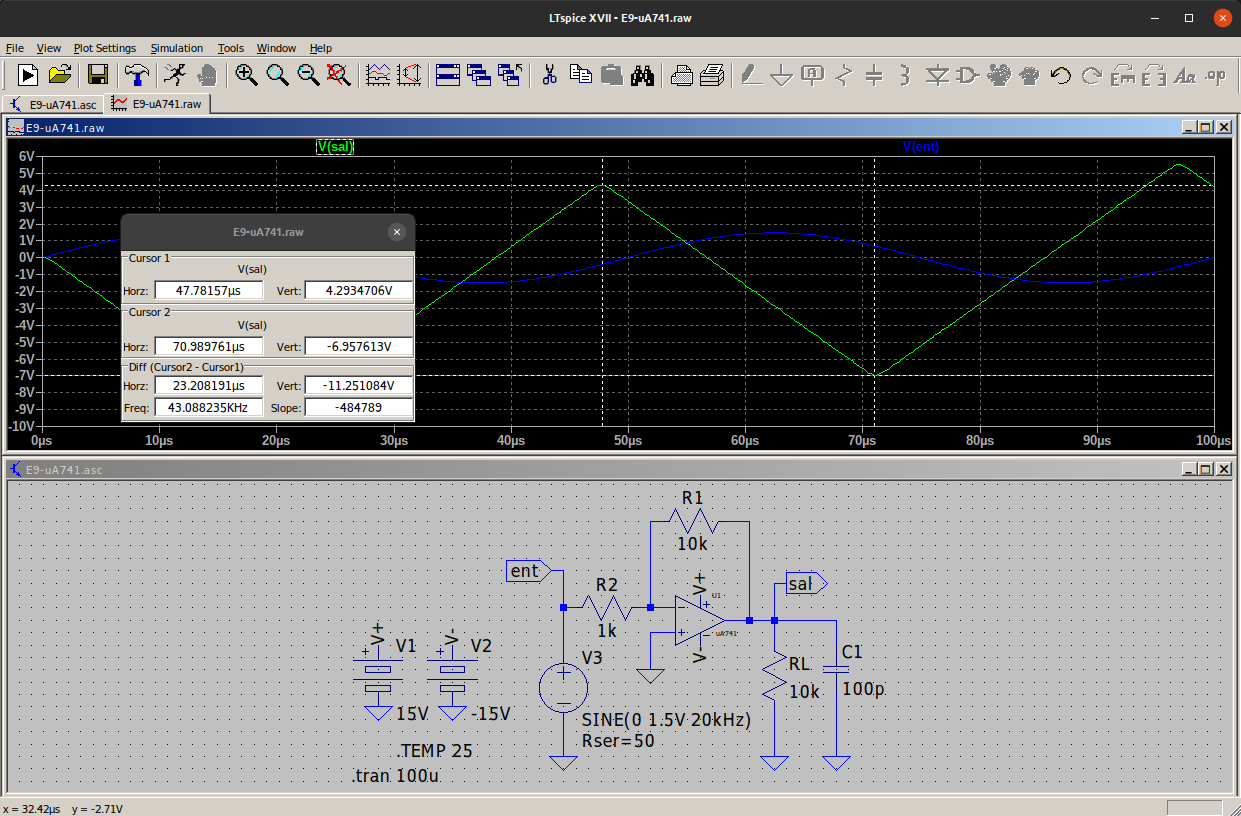 LTspice XVII - E9-uA741.raw
File View Plot Settings Simulation Tools Window Help
E9-uA741.asc E9-uA741.raw
E9-uA741.raw
V(sal) V(ent)
6V
5V
4V
3V
2V
1V
0V
-1V
-2V
-3V
-4V
-5V
-6V
-7V
-8V
-9V
-10V
0µs 10µs 20µs 30µs 40µs 50µs 60µs 70µs 80µs 90µs 100µs
E9-uA741.raw
Cursor 1
V(sal)
Horz: 47.78157µs Vert: 4.2934706V
Cursor 2
V(sal)
Horz: 70.989761µs Vert: -6.957613V
Diff (Cursor2 - Cursor1)
Horz: 23.208191µs Vert: -11.251084V
Freq: 43.088235KHz Slope: -484789
E9-uA741.asc
R1
10k
ent
R2
1k
V+
U1
uA741
V-
sal
V+
V1
15V
V-
V2
-15V
V3
SINE(0 1.5V 20kHz)
Rser=50
RL
10k
C1
100p
.TEMP 25
.tran 100u
x = 32.42µs y = -2.71V